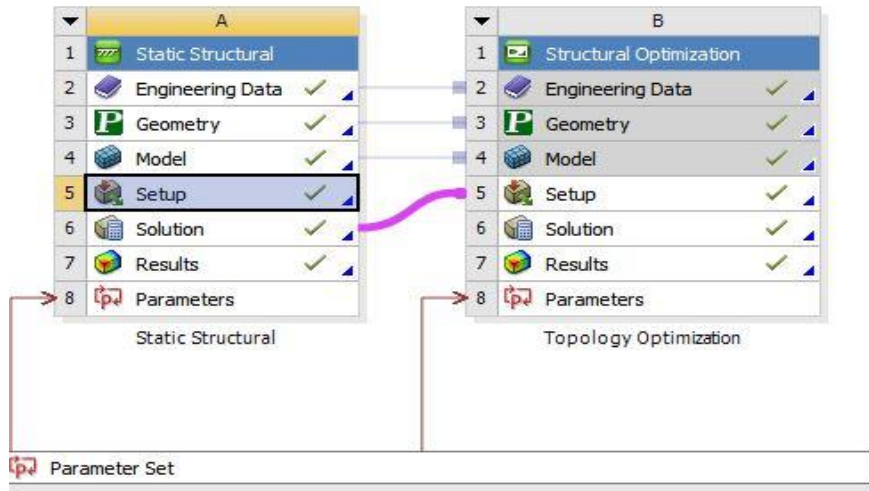 A
1 Static Structural
2 Engineering Data
3 P Geometry
4 Model
5 Setup
6 Solution
7 Results
8 p Parameters
Static Structural
B
1 Structural Optimization
2 Engineering Data
3 P Geometry
4 Model
5 Setup
6 Solution
7 Results
8 p Parameters
Topology Optimization
p Parameter Set